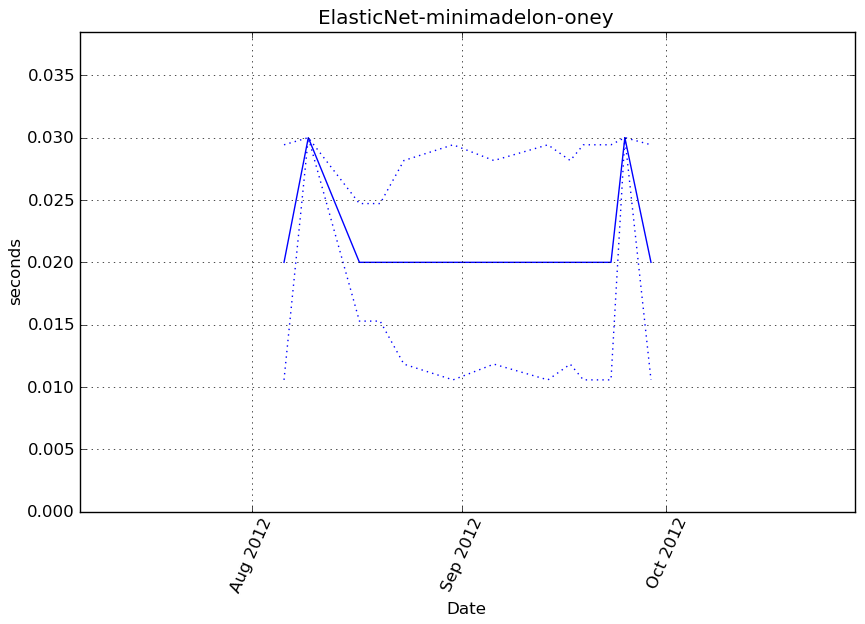 ElasticNet-minimadelon-oney
0.035
0.030
0.025
0.020
0.015
0.010
0.005
0.000
seconds
Aug 2012
Sep 2012
Oct 2012
Date